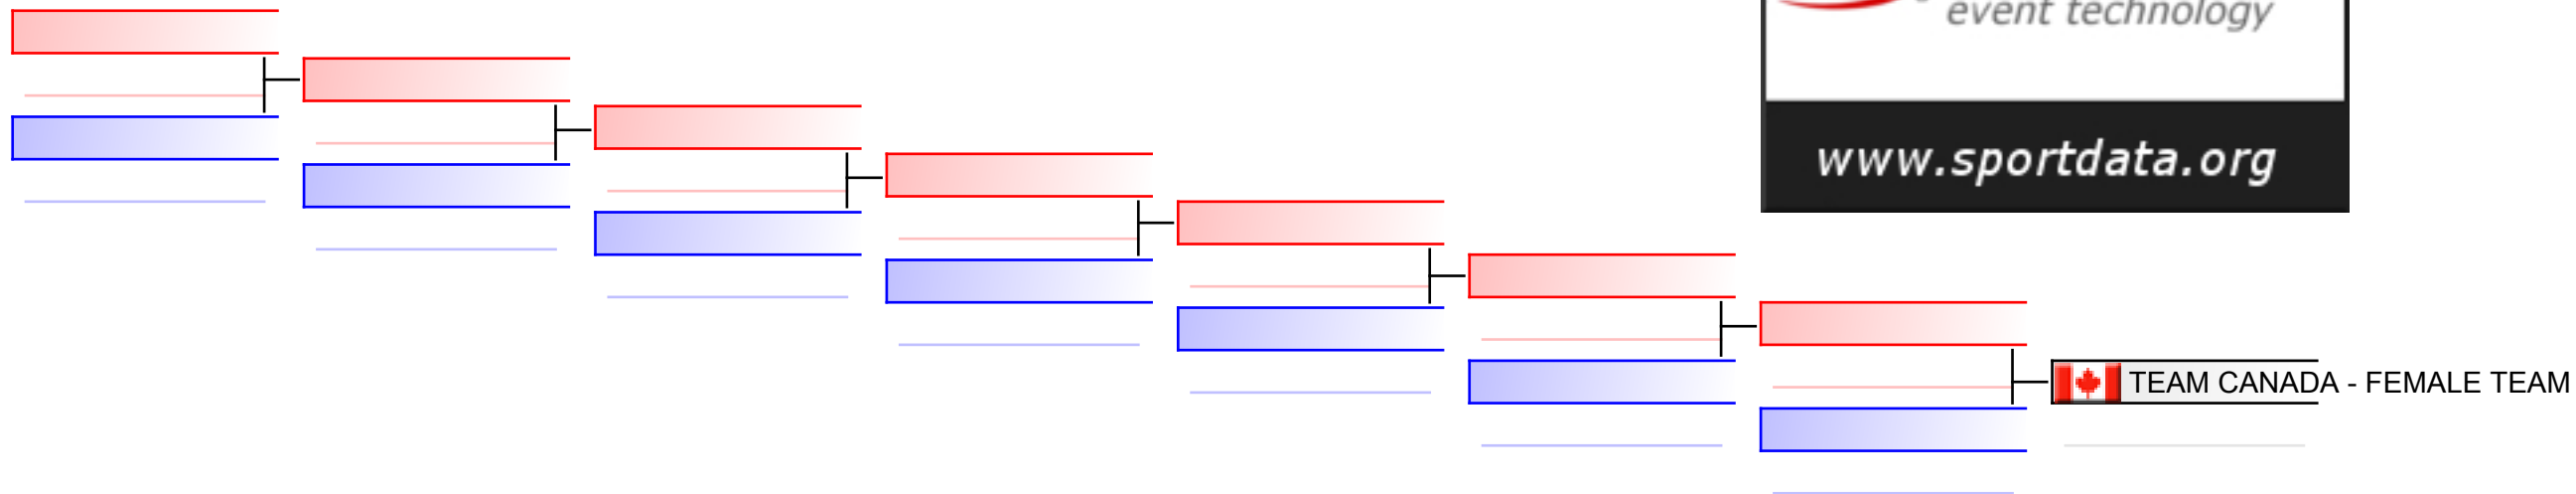 event technology
www.sportdata.org
TEAM CANADA - FEMALE TEAM